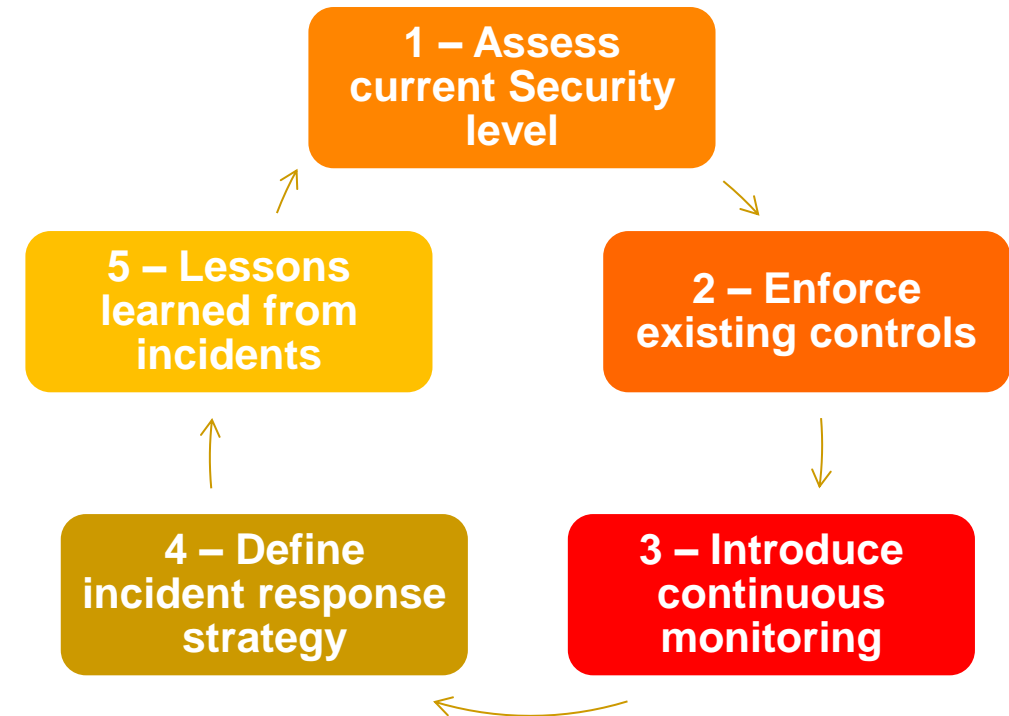 1 – Assess
current Security
level
2 – Enforce
existing controls
3 – Introduce
continuous
monitoring
4 – Define
incident response
strategy
5 – Lessons
learned from
incidents